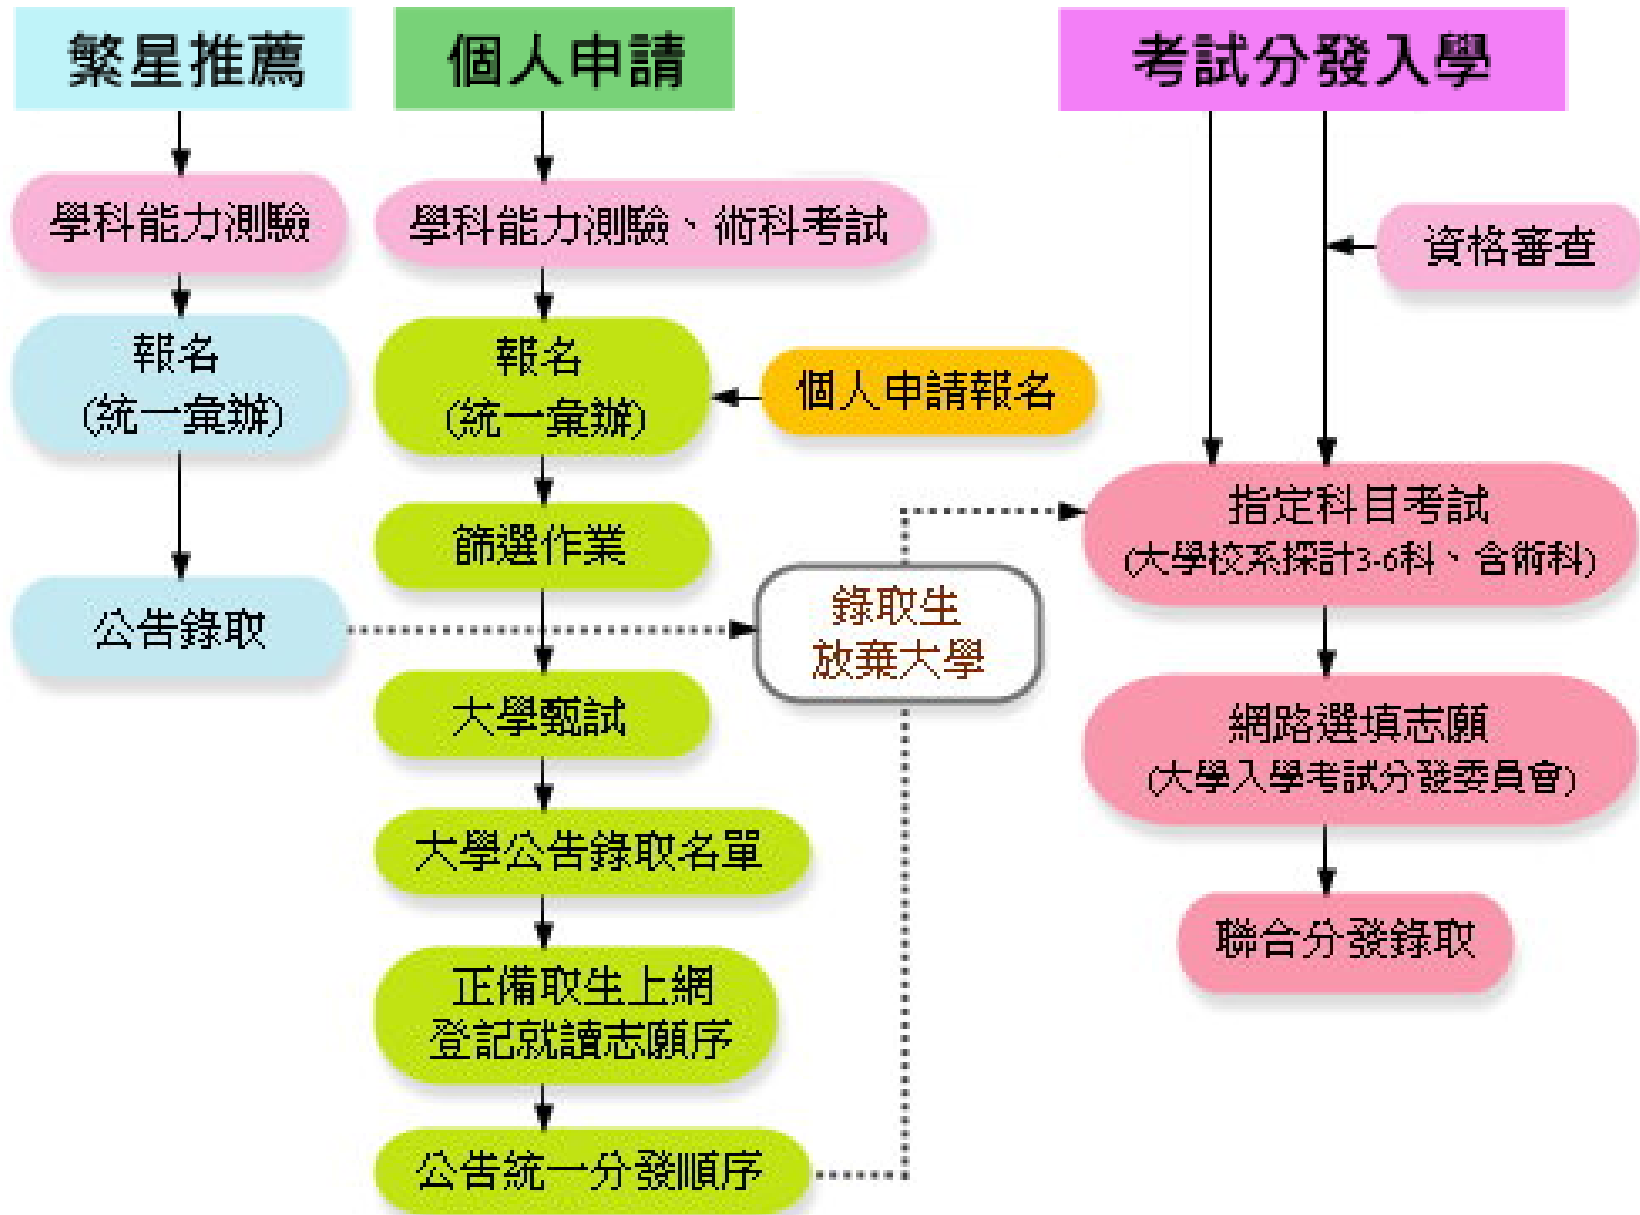 繁星推薦
個人申請
考試分發入學
學科能力測驗
學科能力測驗、術科考試
資格審查
報名
(統一彙辦)
報名
(統一彙辦)
個人申請報名
篩選作業
指定科目考試
(大學校系採計3-6科、含術科)
公告錄取
錄取生
放棄大學
大學甄試
網路選填志願
(大學入學考試分發委員會)
大學公告錄取名單
聯合分發錄取
正備取生上網
登記就讀志願序
公告統一分發順序